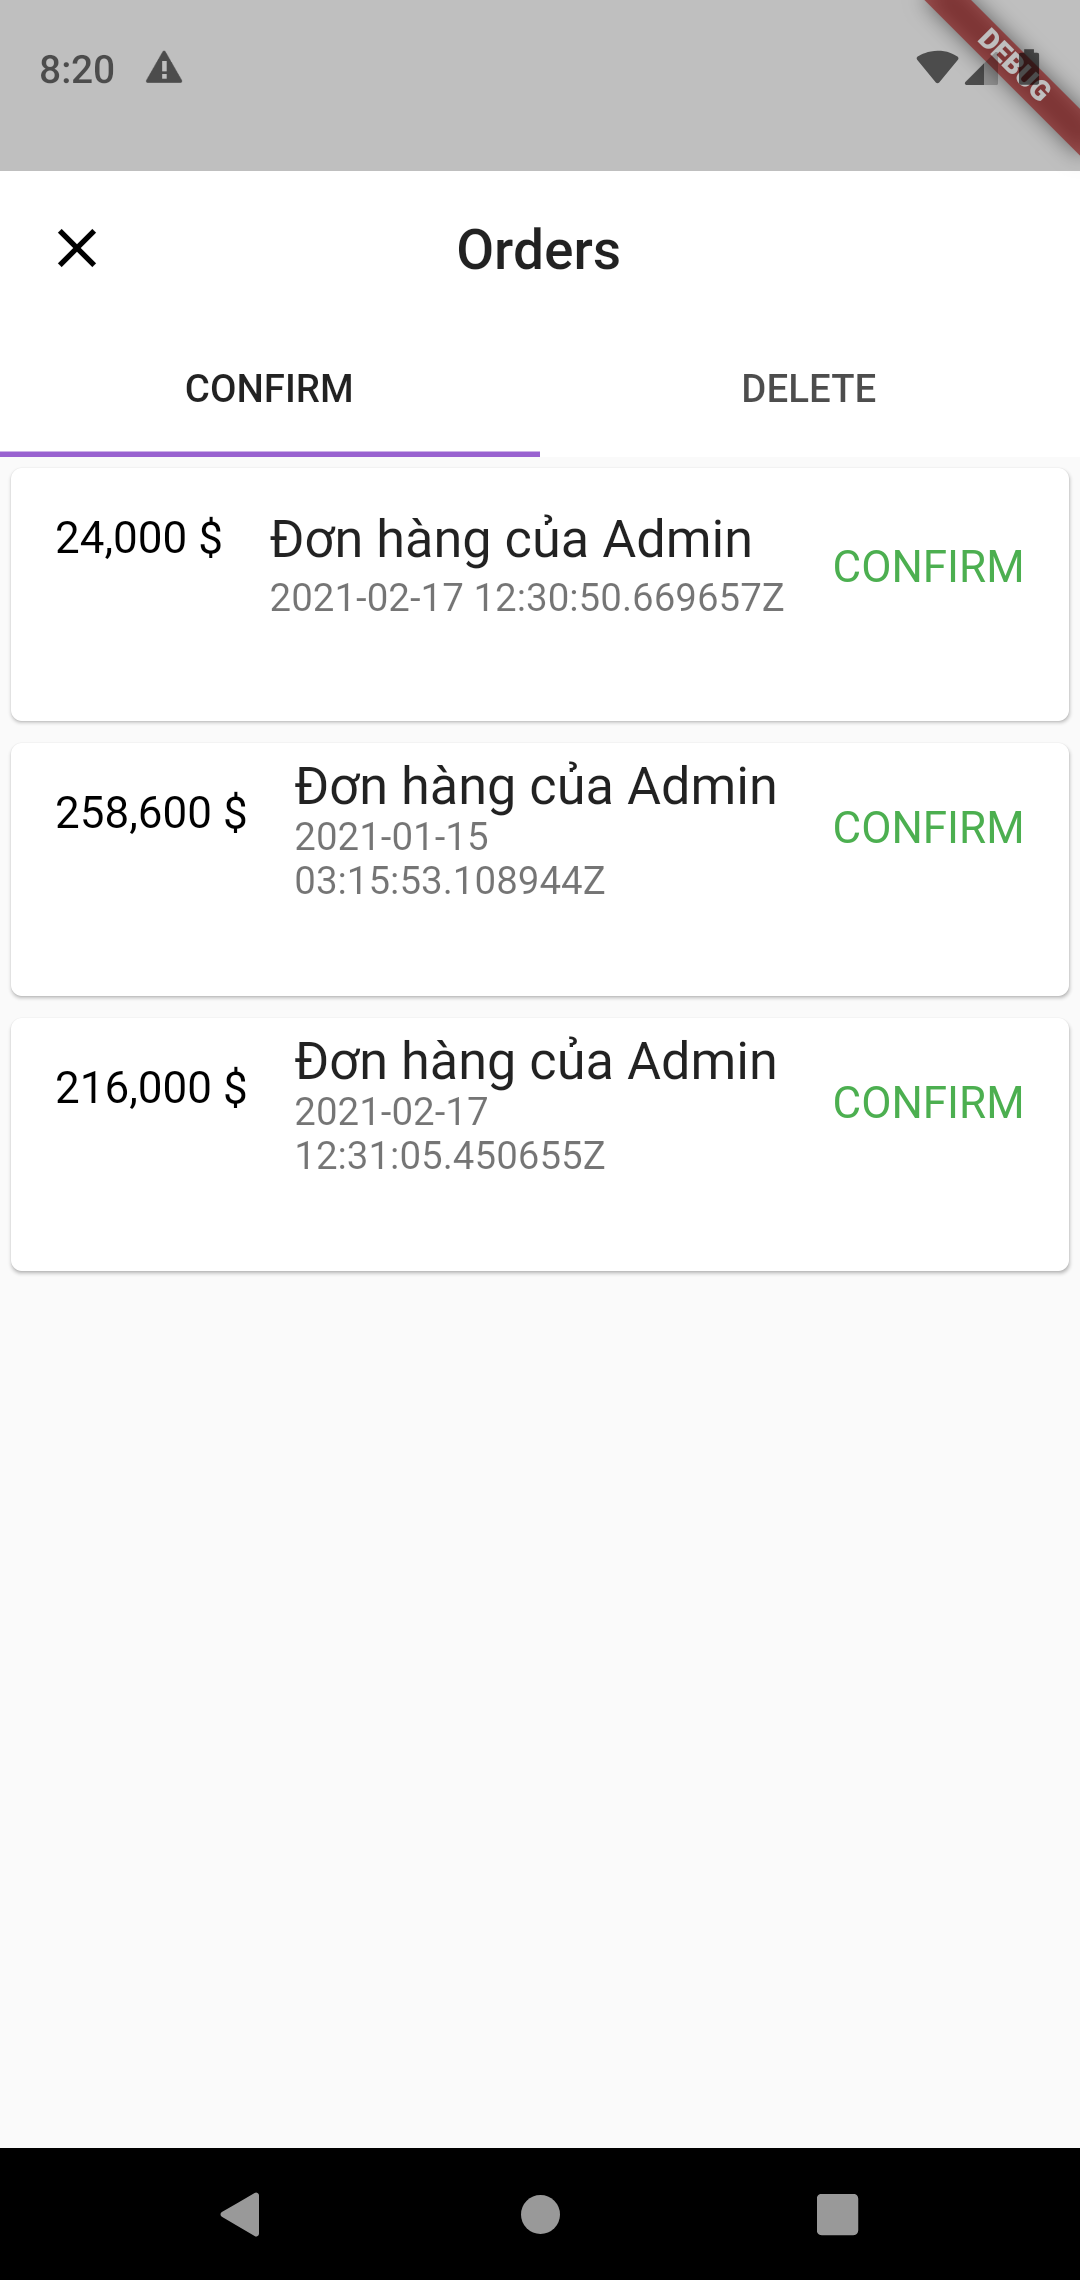 8:20
DEBUG
Orders
CONFIRM
DELETE
24,000 $
Đơn hàng của Admin
2021-02-17 12:30:50.669657Z
CONFIRM
258,600 $
Đơn hàng của Admin
2021-01-15
03:15:53.108944Z
CONFIRM
216,000 $
Đơn hàng của Admin
2021-02-17
12:31:05.450655Z
CONFIRM